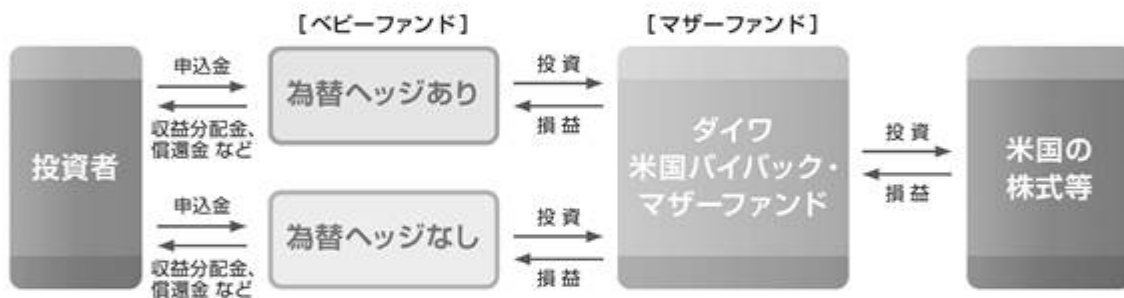 [ベビーファンド]
[マザーファンド]
投資者
申込金
収益分配金、
償還金 など
為替ヘッジあり
投 資
損 益
申込金
収益分配金、
償還金 など
為替ヘッジなし
投 資
損 益
ダイワ
米国バイバック・
マザーファンド
投 資
損 益
米国の
株式等